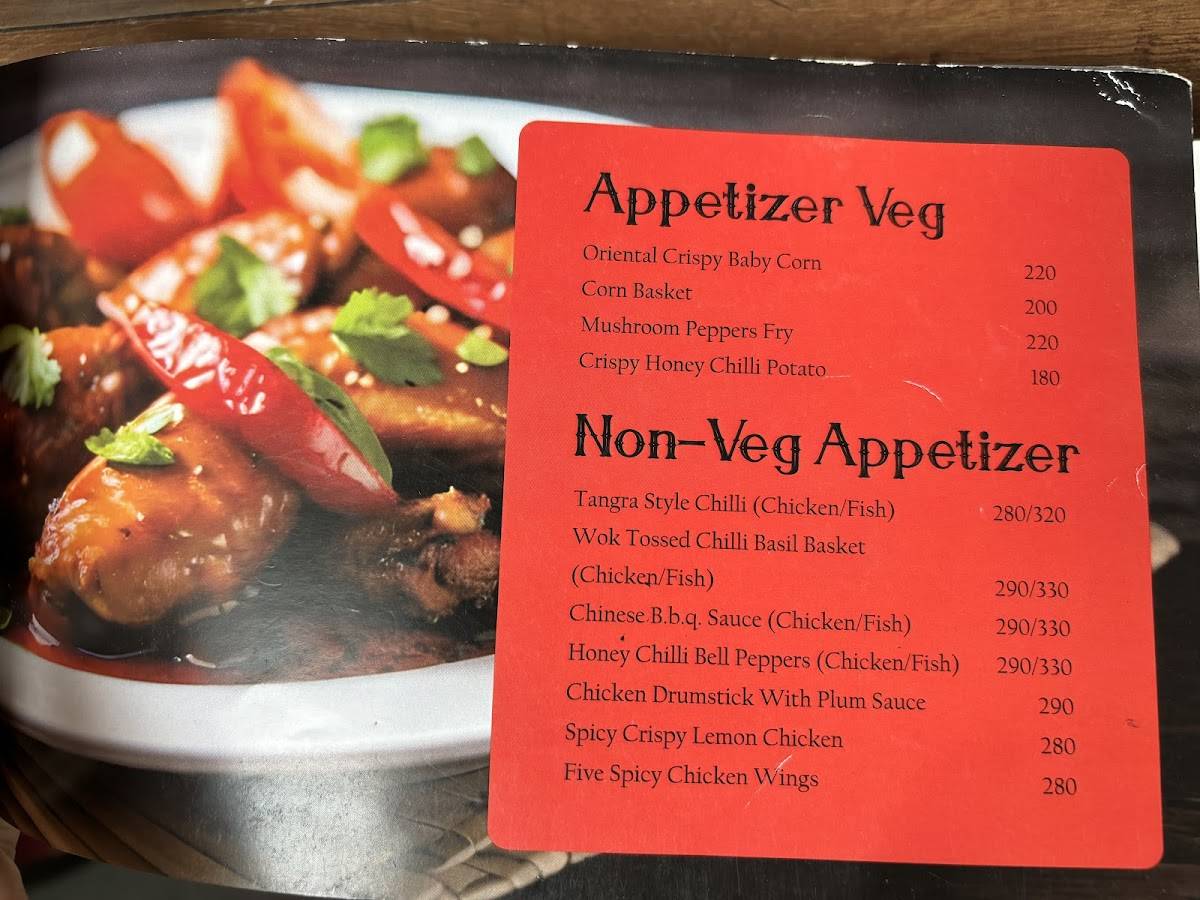 Appetizer Veg
Oriental Crispy Baby Corn 220
Corn Basket 200
Mushroom Peppers Fry 220
Crispy Honey Chilli Potato 180
Non-Veg Appetizer
Tangra Style Chilli (Chicken/Fish) 280/320
Wok Tossed Chilli Basil Basket
(Chicken/Fish) 290/330
Chinese B.b.q. Sauce (Chicken/Fish) 290/330
Honey Chilli Bell Peppers (Chicken/Fish) 290/330
Chicken Drumstick With Plum Sauce 290
Spicy Crispy Lemon Chicken 280
Five Spicy Chicken Wings 280